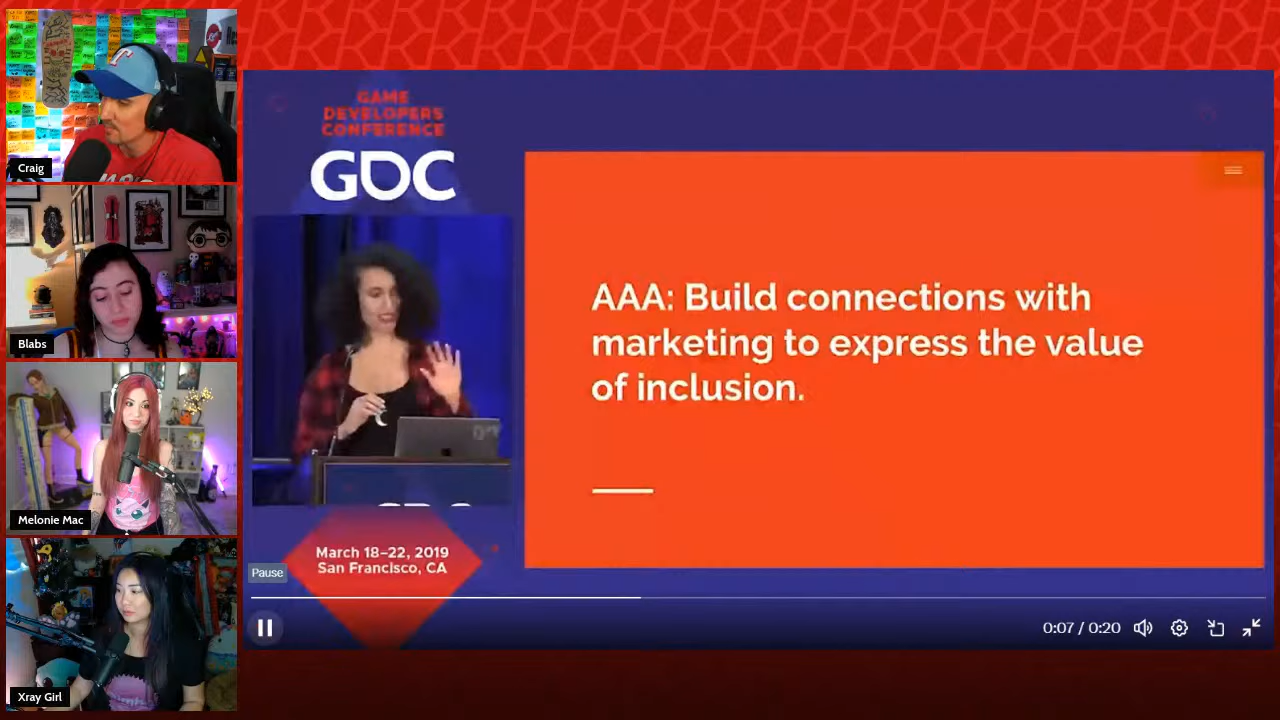 Craig
Blabs
Melonie Mac
Xray Girl
GAME
DEVELOPERS
CONFERENCE
GDC
March 18–22, 2019
San Francisco, CA
AAA: Build connections with
marketing to express the value
of inclusion.
Pause
0:07 / 0:20